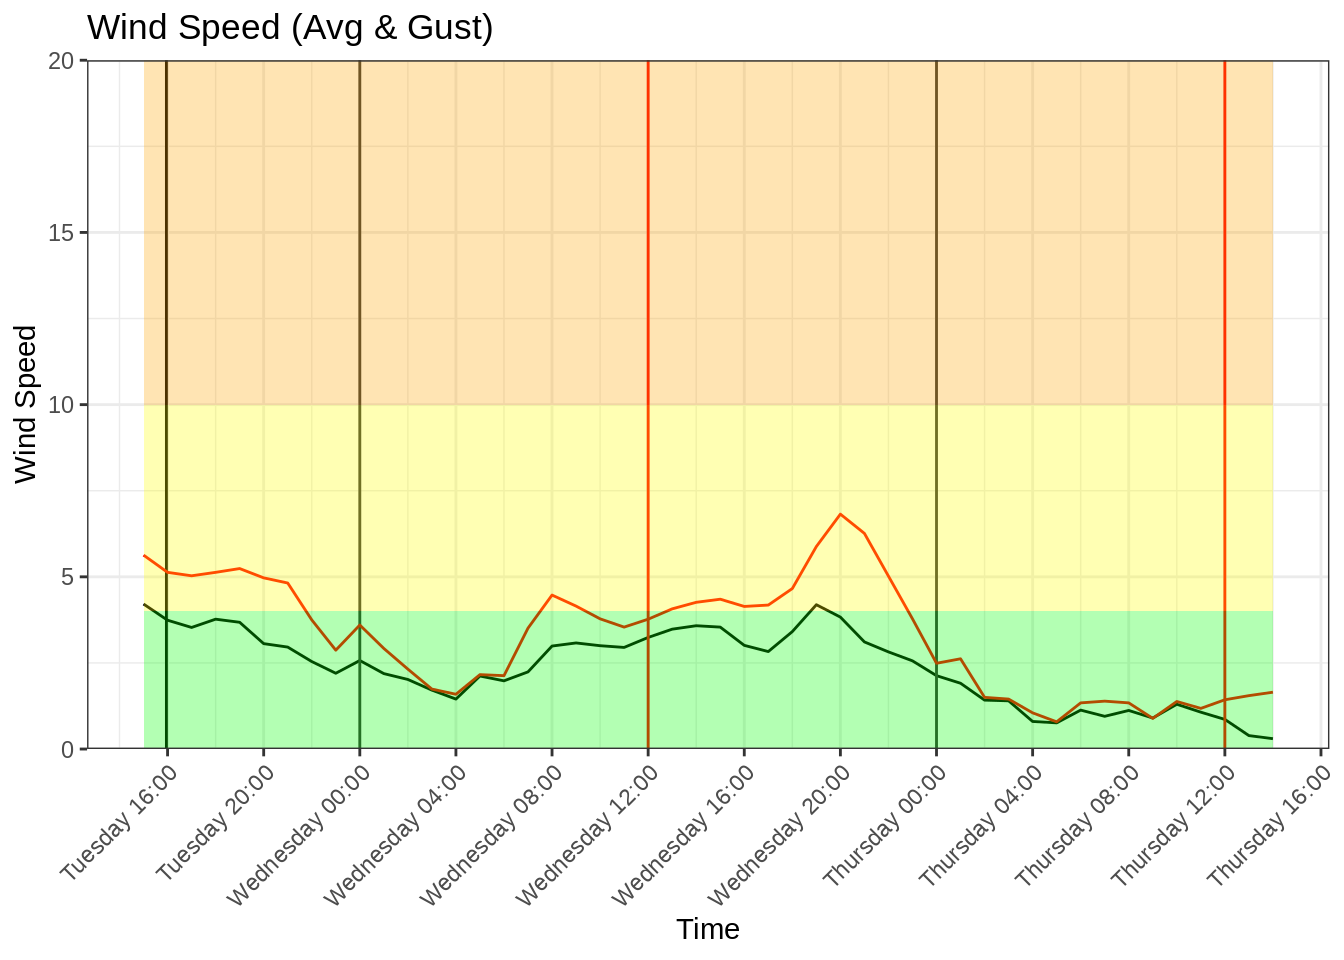 Wind Speed (Avg & Gust)
20
15
10
5
0
Wind Speed
Tuesday 16:00
Tuesday 20:00
Wednesday 00:00
Wednesday 04:00
Wednesday 08:00
Wednesday 12:00
Wednesday 16:00
Wednesday 20:00
Thursday 00:00
Thursday 04:00
Thursday 08:00
Thursday 12:00
Thursday 16:00
Time